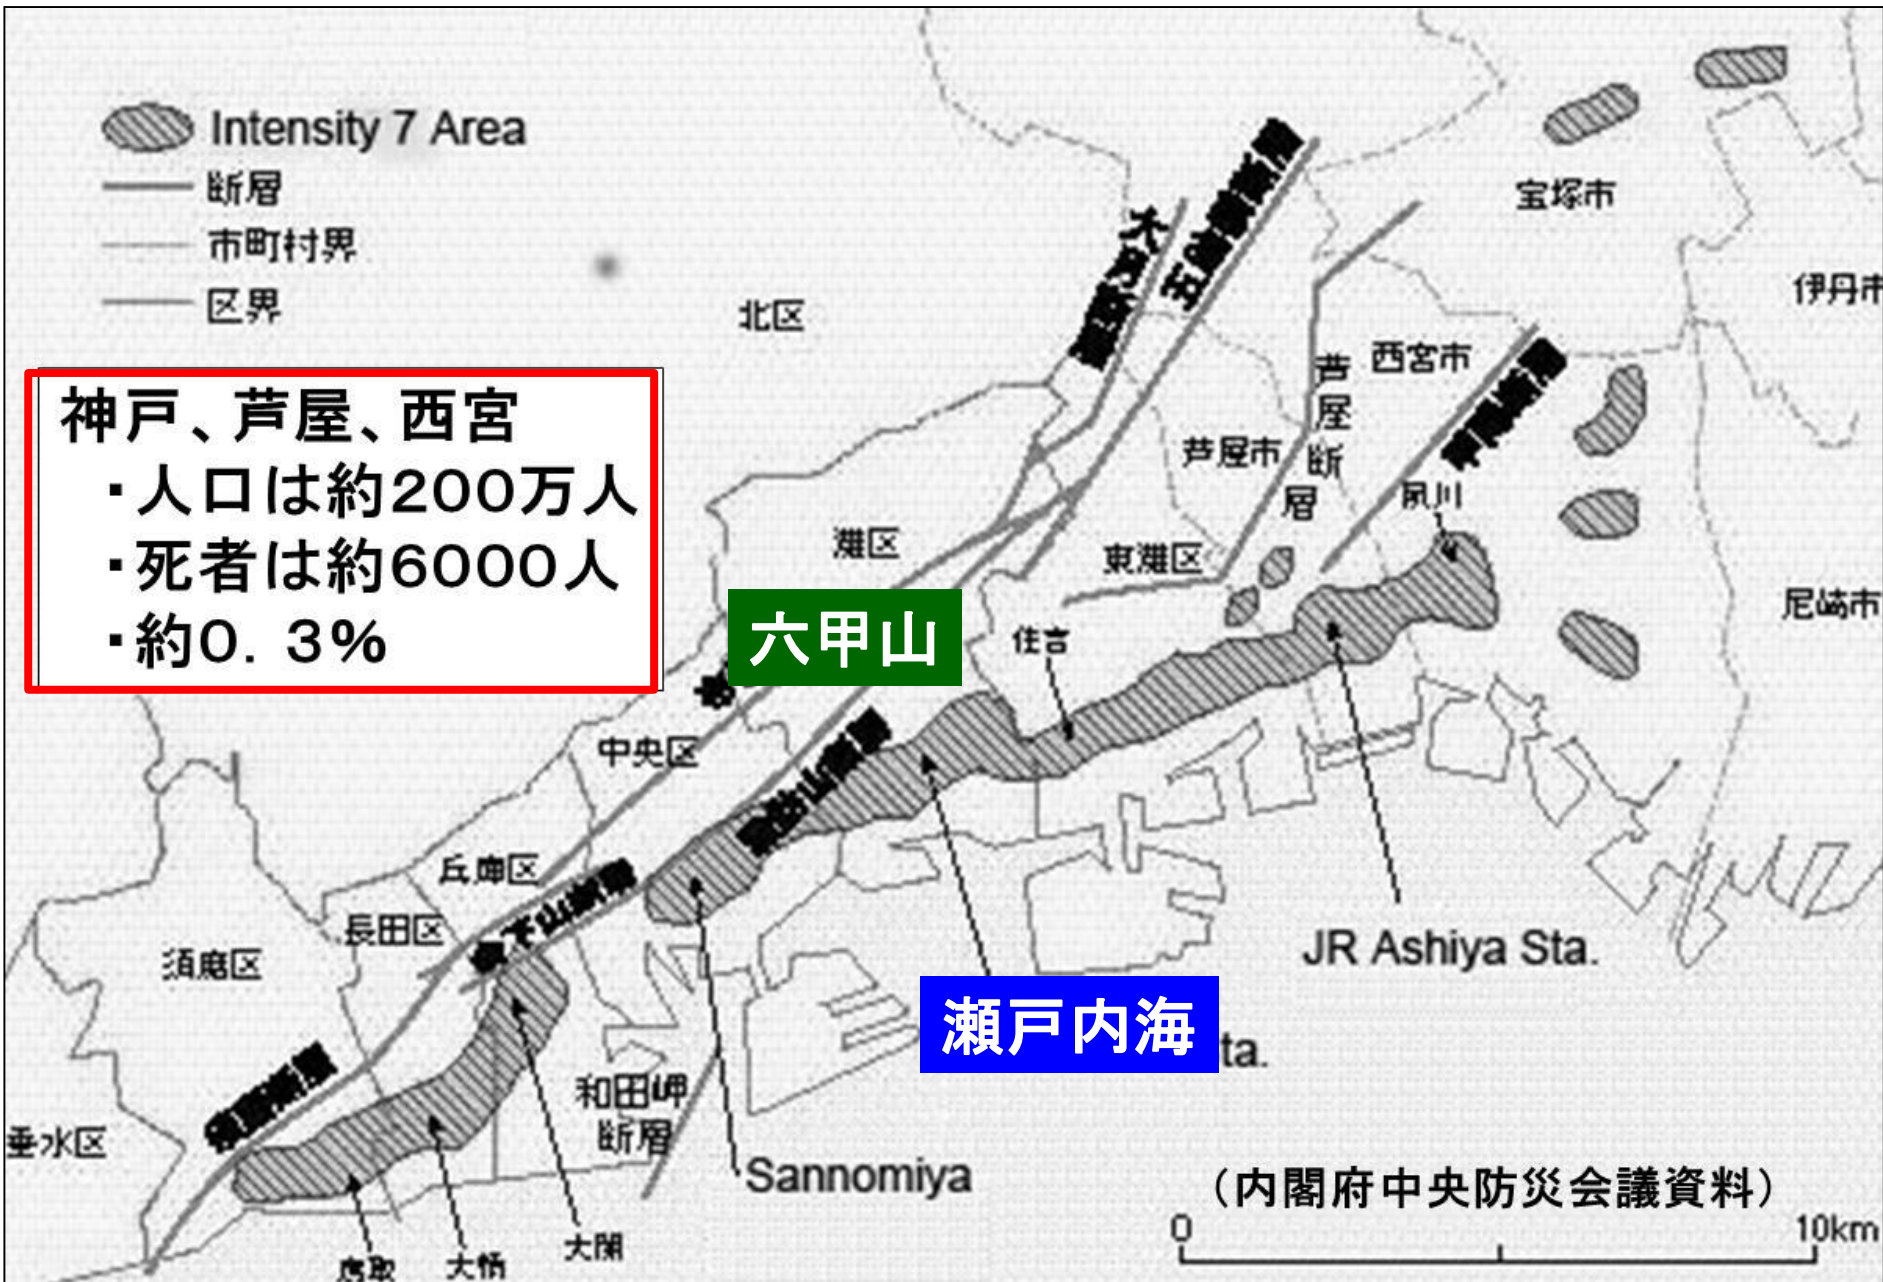 Intensity 7 Area
断層
市町村界
区界
宝塚市
伊丹市
北区
西宮市
芦屋断層
神戸、芦屋、西宮
・人口は約200万人
・死者は約6000人
・約0．3%
芦屋市
夙川
灘区
東灘区
尼崎市
六甲山
住吉
中央区
兵庫区
長田区
須磨区
JR Ashiya Sta.
瀬戸内海
ta.
和田岬
断層
垂水区
Sannomiya
（内閣府中央防災会議資料）
0
10km
大開
鷹取
大橋